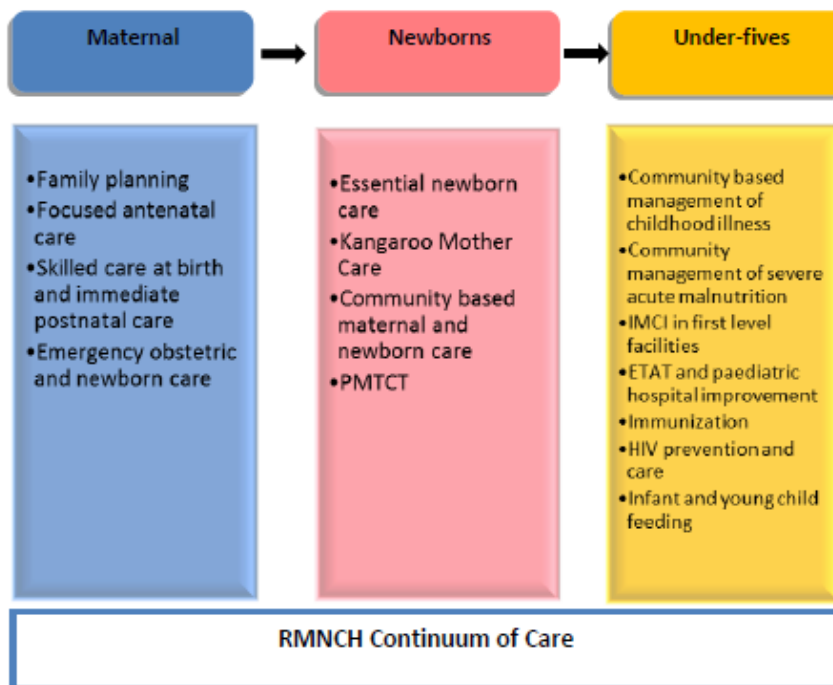 Maternal
Newborns
Under-fives
•Family planning
•Focused antenatal
care
•Skilled care at birth
and immediate
postnatal care
•Emergency obstetric
and newborn care
•Essential newborn
care
•Kangaroo Mother
Care
•Community based
maternal and
newborn care
•PMTCT
•Community based
management of
childhood illness
•Community
management of severe
acute malnutrition
•IMCI in first level
facilities
•ETAT and paediatric
hospital improvement
•Immunization
•HIV prevention and
care
•Infant and young child
feeding
RMNCH Continuum of Care